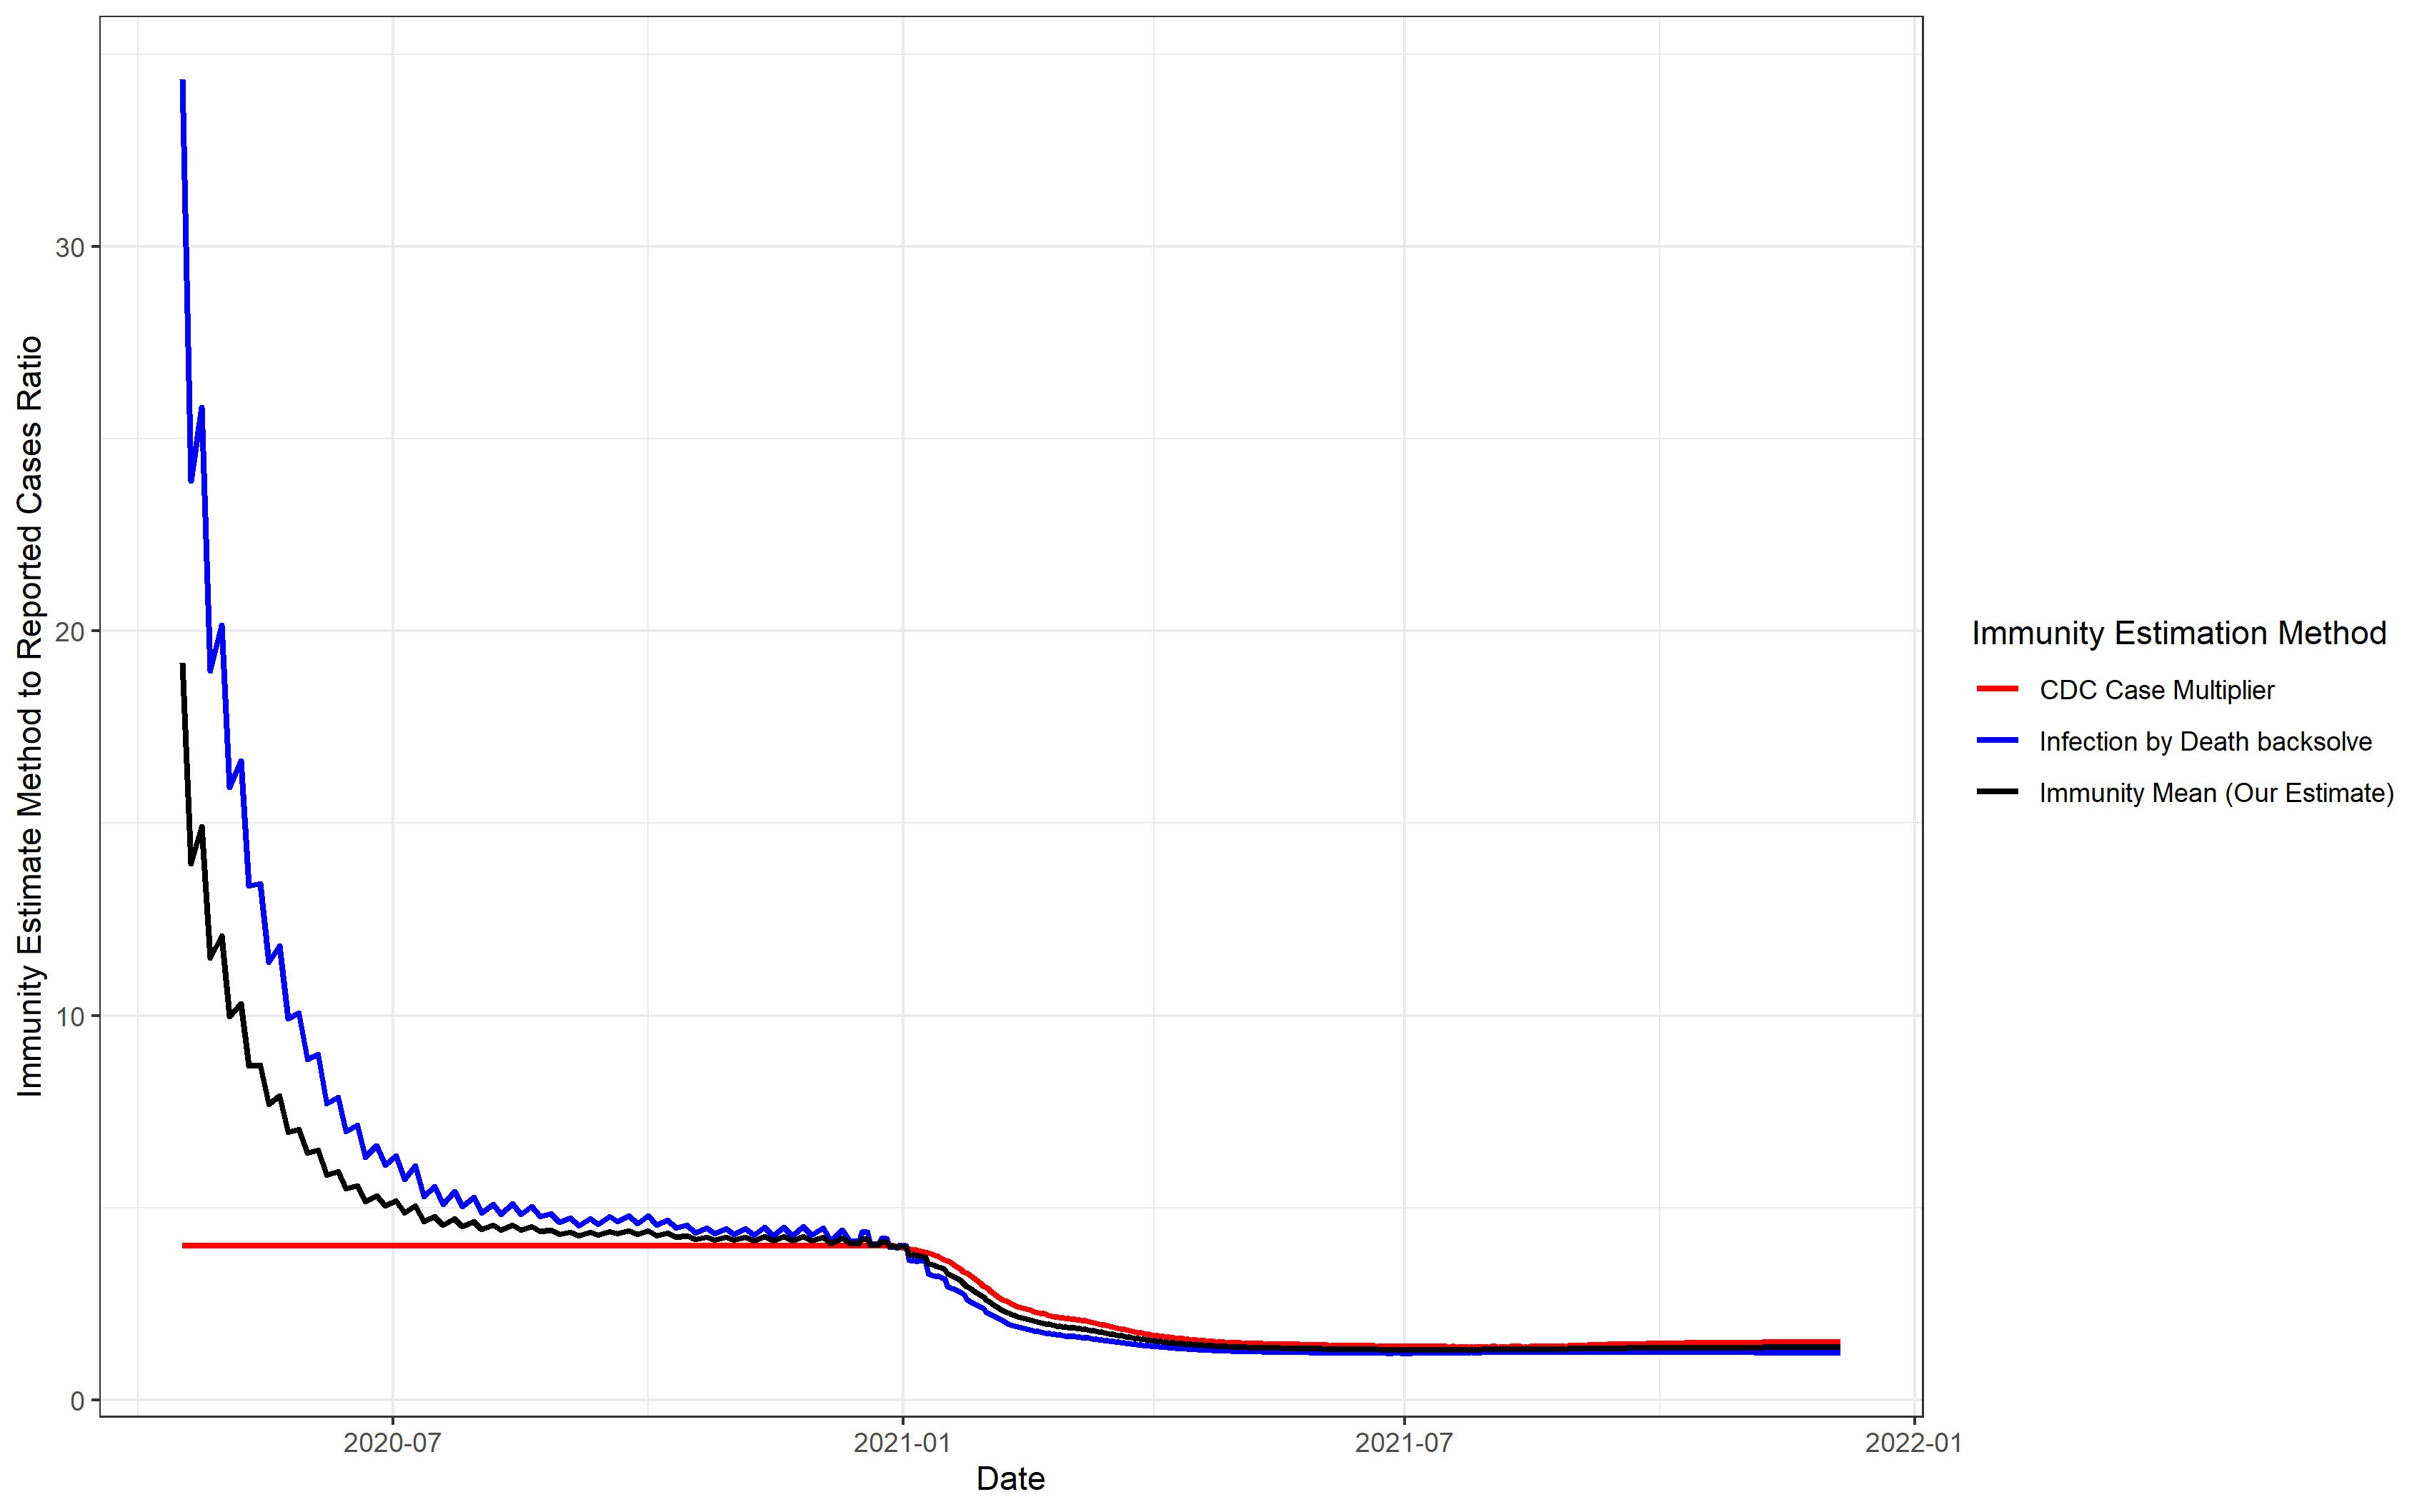 Immunity Estimate Method to Reported Cases Ratio
30
20
10
0
2020-07
2021-01
2021-07
2022-01
Date
Immunity Estimation Method
CDC Case Multiplier
Infection by Death backsolve
Immunity Mean (Our Estimate)